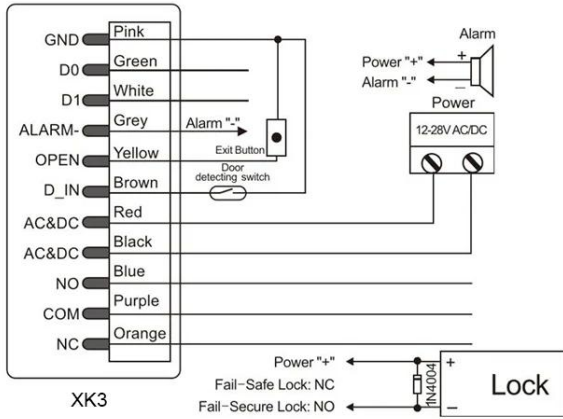 GND Pink
D0 Green
D1 White
ALARM- Grey
OPEN Yellow
D_IN Brown
AC&DC Red
AC&DC Black
NO Blue
COM Purple
NC Orange
XK3
Alarm "-"
Exit Button
Door
detecting switch
Alarm
Power "+" +
Alarm "-" –
Power
12-28V AC/DC
Power "+"
Fail-Safe Lock: NC
Fail-Secure Lock: NO
1N4004
+
Lock
–